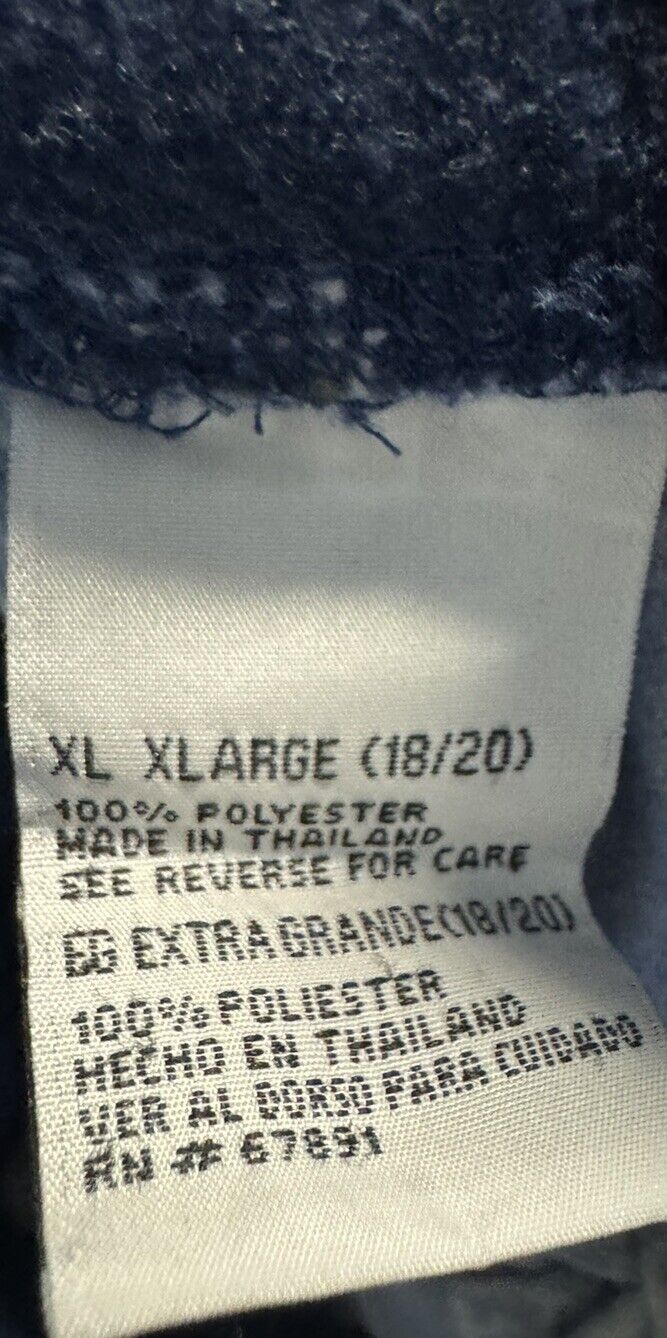 XL XLARGE (18/20)
100% POLYESTER
MADE IN THAILAND
SEE REVERSE FOR CARE
EG EXTRA GRANDE(18/20)
100% POLIESTER
HECHO EN THAILAND
VER AL DORSO PARA CUIDADO
RN # 67891